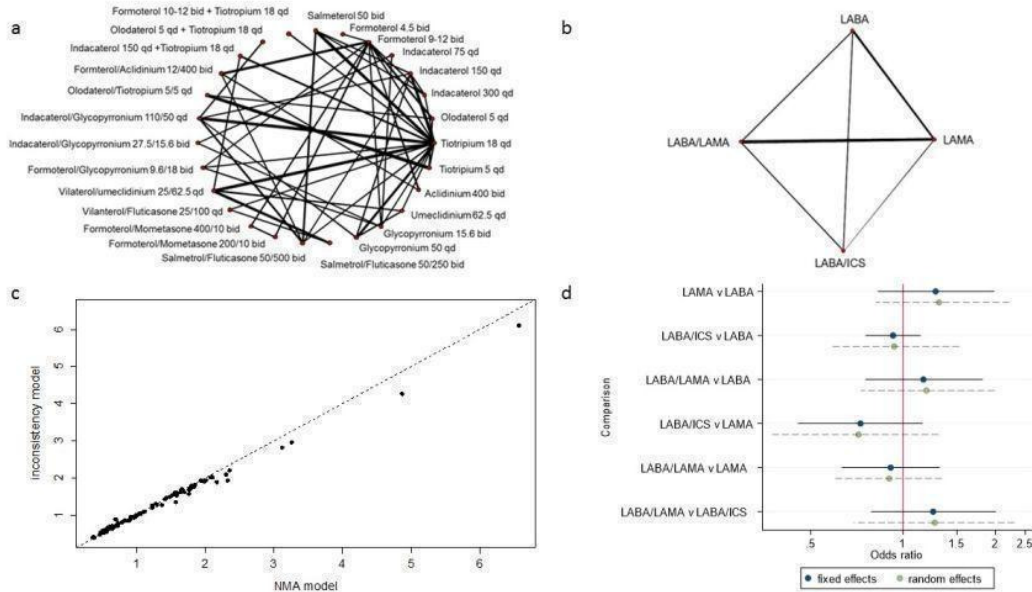 a
Formoterol 10-12 bid + Tiotropium 18 qd
Olodaterol 5 qd + Tiotropium 18 qd
Indacaterol 150 qd +Tiotropium 18 qd
Formterol/Aclidinium 12/400 bid
Olodaterol/Tiotropium 5/5 qd
Indacaterol/Glycopyrronium 110/50 qd
Indacaterol/Glycopyrronium 27.5/15.6 bid
Formoterol/Glycopyrronium 9.6/18 bid
Vilaterol/umeclidinium 25/62.5 qd
Vilanterol/Fluticasone 25/100 qd
Formoterol/Mometasone 400/10 bid
Formoterol/Mometasone 200/10 bid
Salmetrol/Fluticasone 50/500 bid
Salmetrol/Fluticasone 50/250 bid
Salmeterol 50 bid
Formoterol 4.5 bid
Formoterol 9-12 bid
Indacaterol 75 qd
Indacaterol 150 qd
Indacaterol 300 qd
Olodaterol 5 qd
Tiotripium 18 qd
Tiotripium 5 qd
Aclidinium 400 bid
Umeclidinium 62.5 qd
Glycopyrronium 15.6 bid
Glycopyrronium 50 qd
b
LABA
LABA/LAMA
LAMA
LABA/ICS
c
inconsistency model
6
5
4
3
2
1
0
1
2
3
4
5
6
NMA model
d
Comparison
LAMA v LABA
LABA/ICS v LABA
LABA/LAMA v LABA
LABA/ICS v LAMA
LABA/LAMA v LAMA
LABA/LAMA v LABA/ICS
.5
1
1.5
2
2.5
Odds ratio
fixed effects
random effects